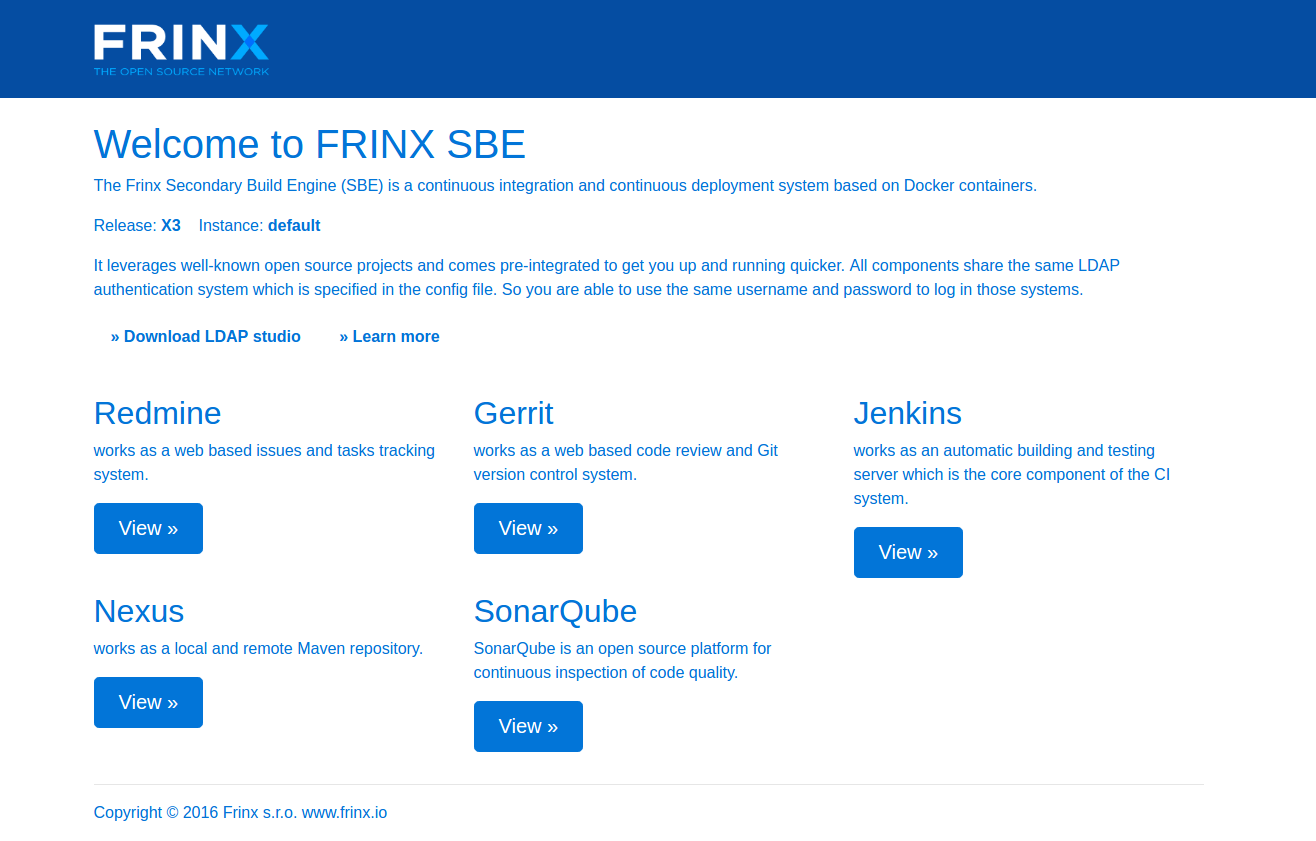 FRINX
THE OPEN SOURCE NETWORK
Welcome to FRINX SBE
The Frinx Secondary Build Engine (SBE) is a continuous integration and continuous deployment system based on Docker containers.
Release: X3 Instance: default
It leverages well-known open source projects and comes pre-integrated to get you up and running quicker. All components share the same LDAP
authentication system which is specified in the config file. So you are able to use the same username and password to log in those systems.
» Download LDAP studio » Learn more
Redmine
works as a web based issues and tasks tracking
system.
View »
Gerrit
works as a web based code review and Git
version control system.
View »
Jenkins
works as an automatic building and testing
server which is the core component of the CI
system.
View »
Nexus
works as a local and remote Maven repository.
View »
SonarQube
SonarQube is an open source platform for
continuous inspection of code quality.
View »
Copyright © 2016 Frinx s.r.o. www.frinx.io